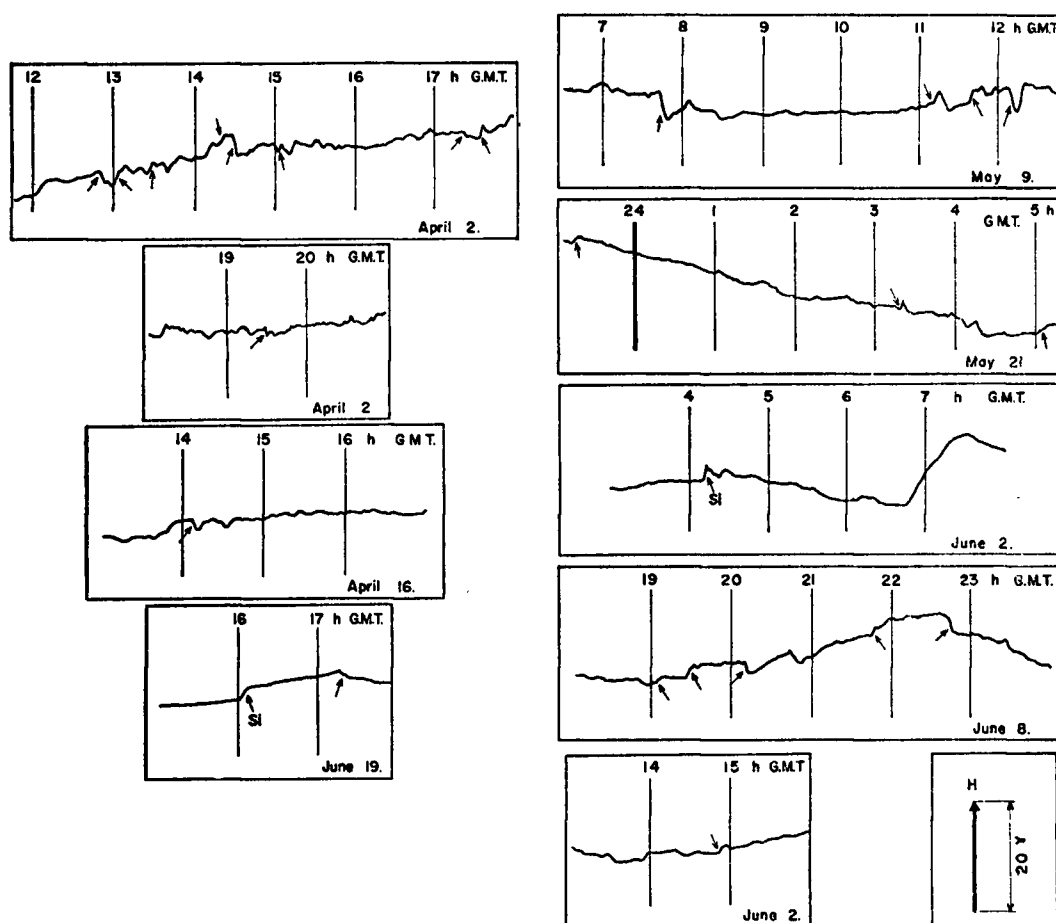 12 13 14 15 16 17 h G.M.T.
April 2.
19 20 h G.M.T.
April 2
14 15 16 h G M T.
April 16.
16 17 h G.M.T.
SI
June 19.
7 8 9 10 11 12 h G.M.T
May 9.
24 1 2 3 4 5 h
G M.T.
May 21
4 5 6 7 h G.M.T.
SI
June 2.
19 20 21 22 23 h G.M.T.
June 8.
14 15 h G.M.T
June 2.
H
20 γ